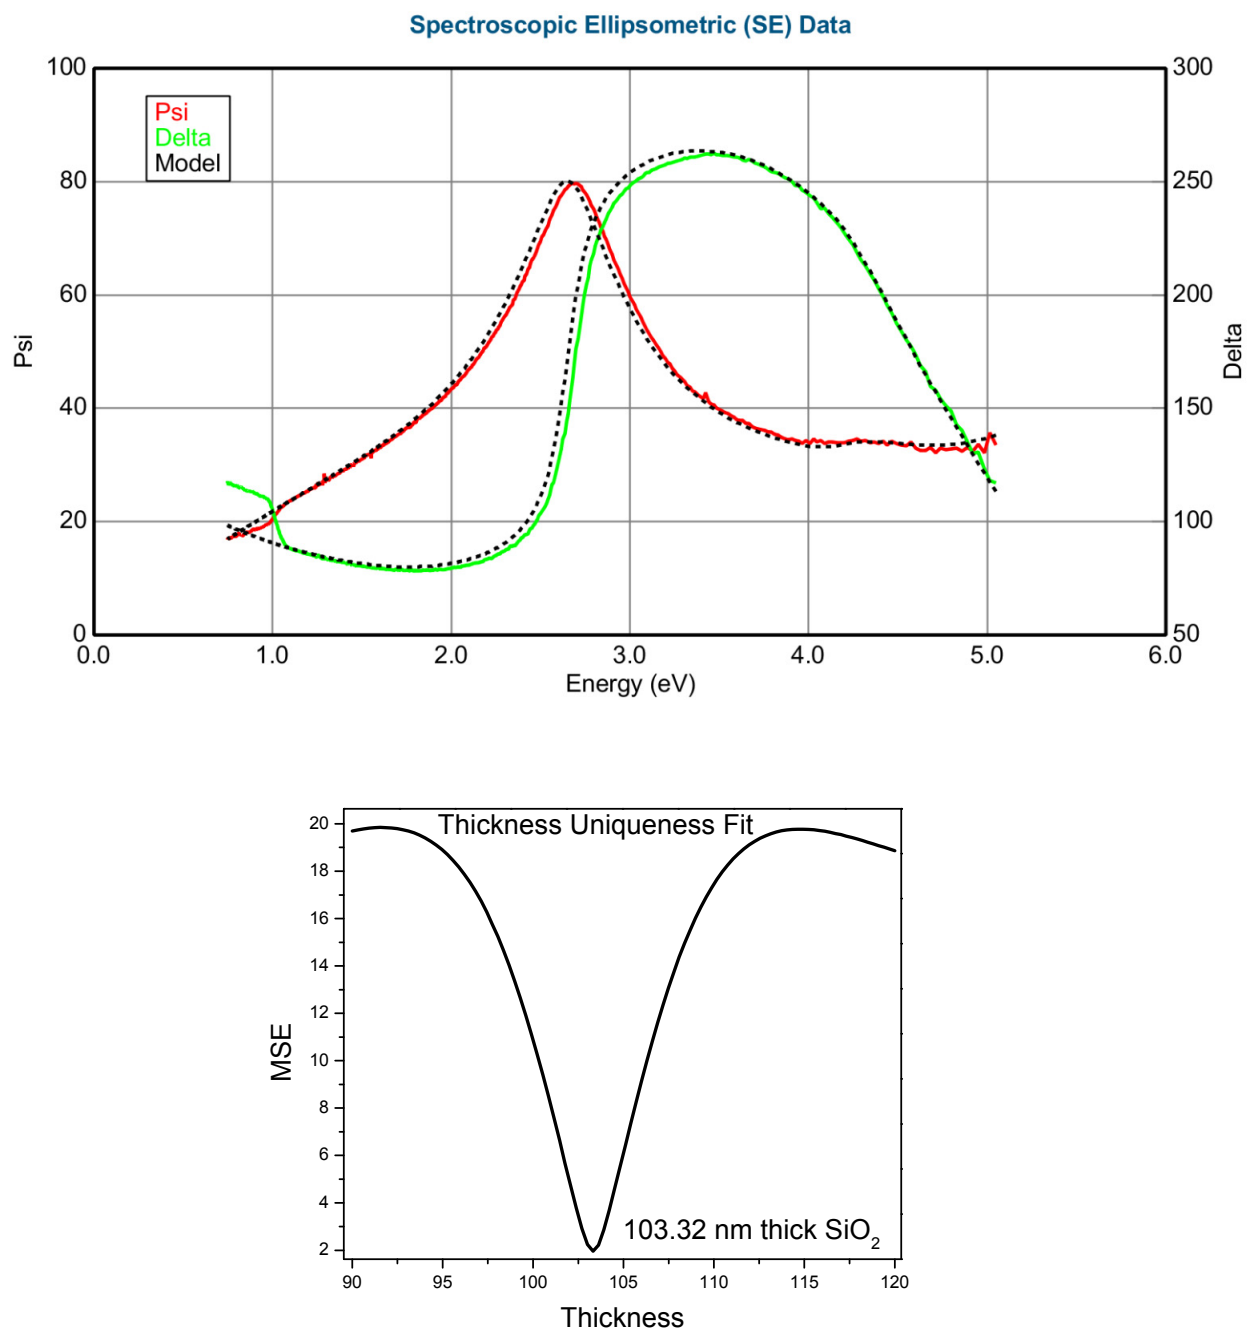 Spectroscopic Ellipsometric (SE) Data
100
80
60
40
20
0
Psi
Psi
Delta
Model
300
250
200
150
100
50
Delta
0.0 1.0 2.0 3.0 4.0 5.0 6.0
Energy (eV)
Thickness Uniqueness Fit
20
18
16
14
12
10
8
6
4
2
MSE
103.32 nm thick SiO₂
90 95 100 105 110 115 120
Thickness